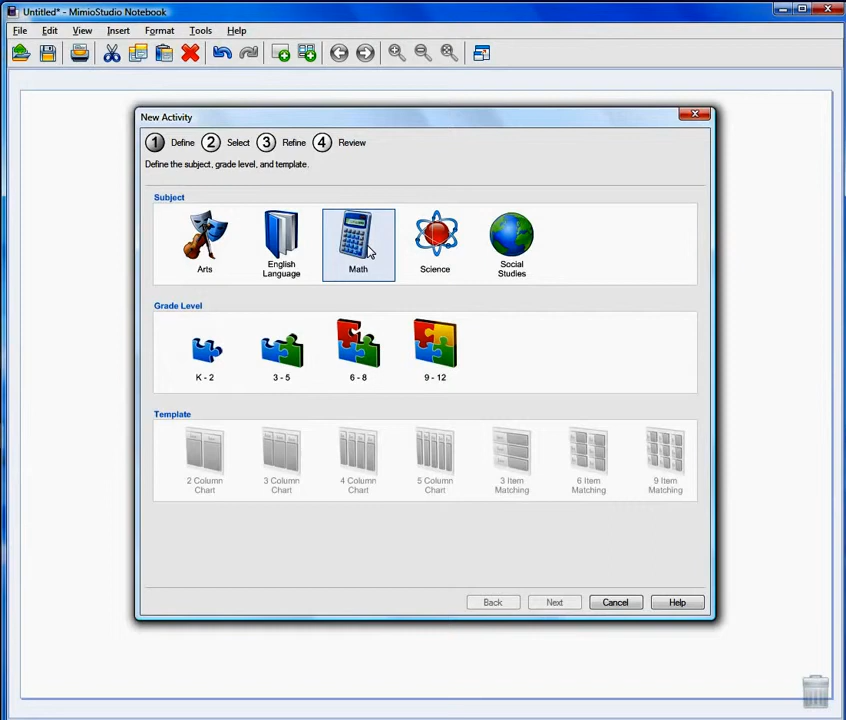 Untitled* - MimioStudio Notebook
File Edit View Insert Format Tools Help
New Activity
1 Define 2 Select 3 Refine 4 Review
Define the subject, grade level, and template.
Subject
Arts
English
Language
Math
Science
Social
Studies
Grade Level
K - 2
3 - 5
6 - 8
9 - 12
Template
2 Column
Chart
3 Column
Chart
4 Column
Chart
5 Column
Chart
3 Item
Matching
6 Item
Matching
9 Item
Matching
Back Next Cancel Help